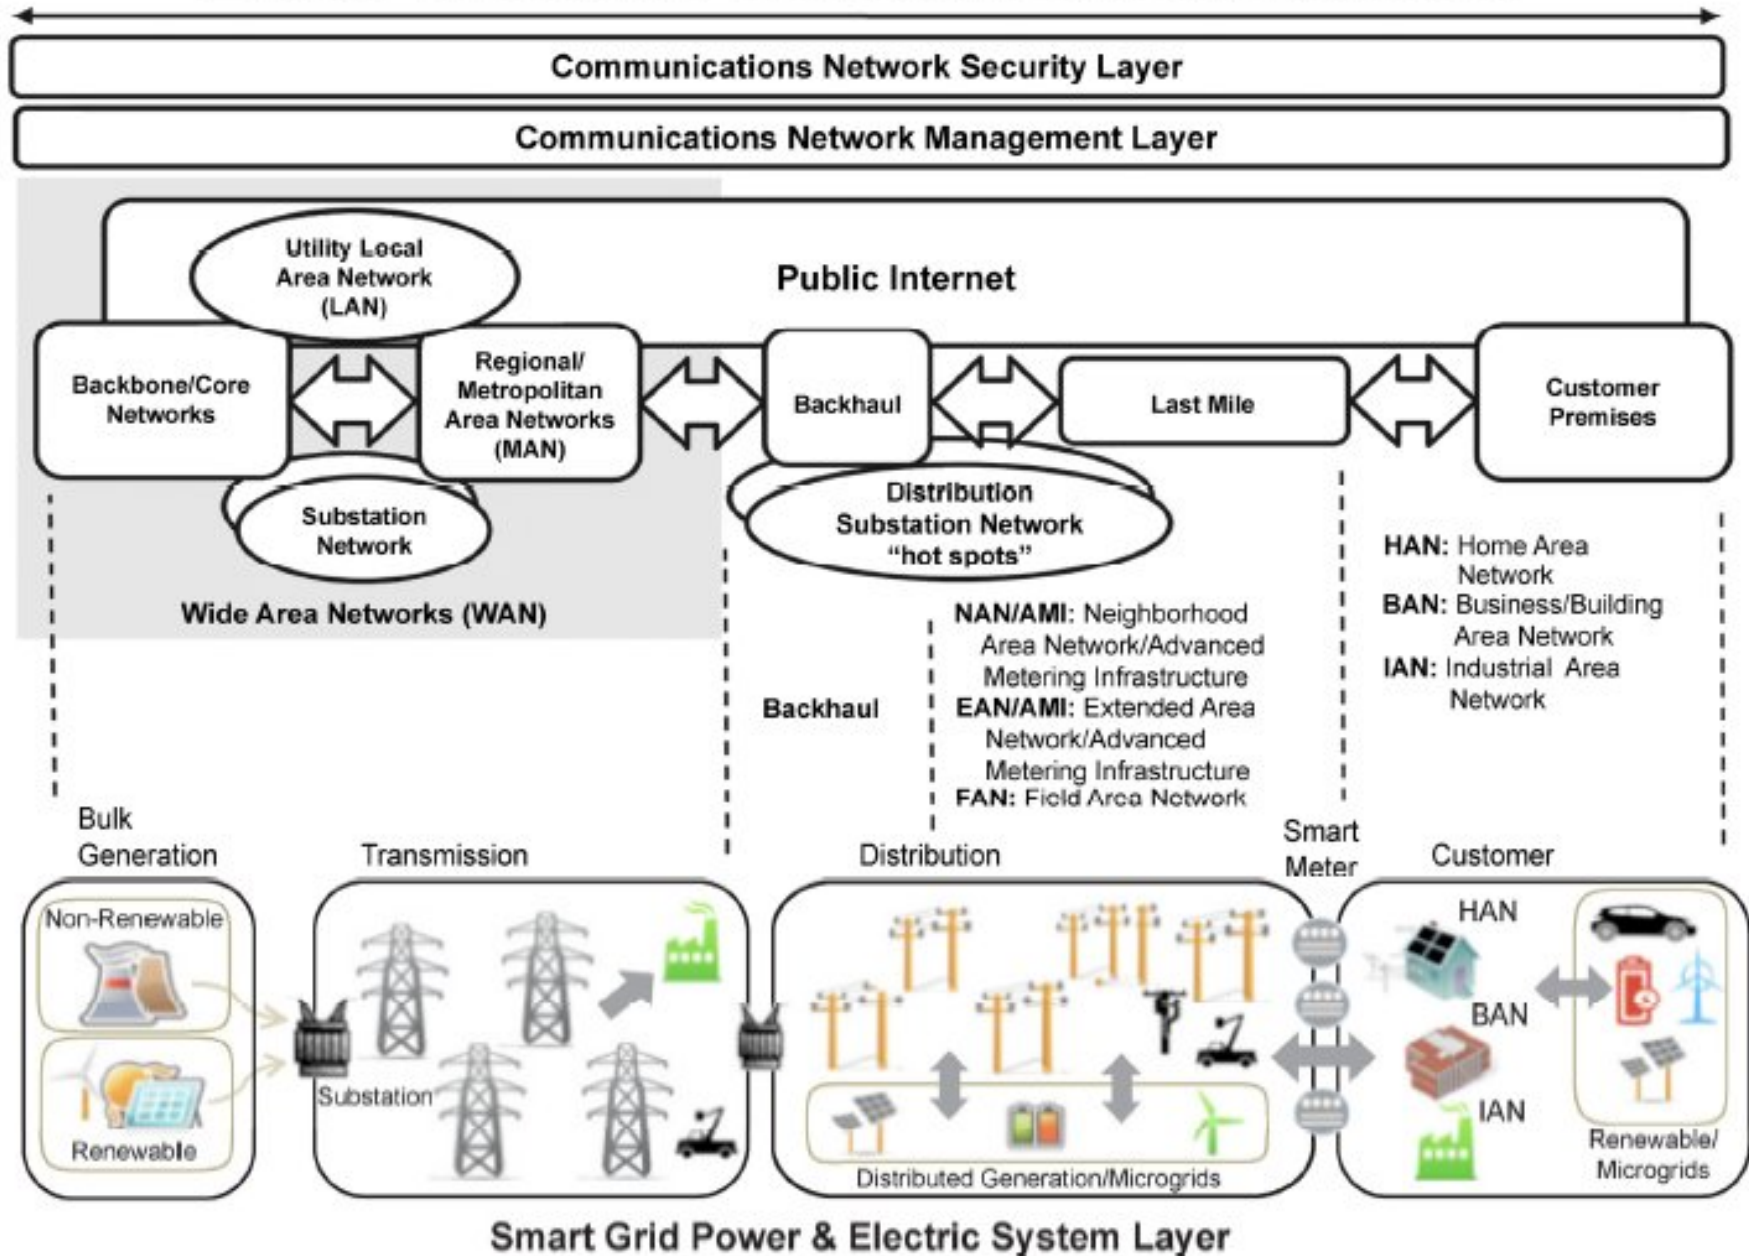 Communications Network Security Layer
Communications Network Management Layer
Utility Local
Area Network
(LAN)
Public Internet
Backbone/Core
Networks
Regional/
Metropolitan
Area Networks
(MAN)
Backhaul
Last Mile
Customer
Premises
Substation
Network
Distribution
Substation Network
“hot spots”
Wide Area Networks (WAN)
Backhaul
NAN/AMI: Neighborhood
Area Network/Advanced
Metering Infrastructure
EAN/AMI: Extended Area
Network/Advanced
Metering Infrastructure
FAN: Field Area Network
HAN: Home Area
Network
BAN: Business/Building
Area Network
IAN: Industrial Area
Network
Bulk
Generation
Transmission
Distribution
Smart
Meter
Customer
Non-Renewable
Renewable
Substation
Distributed Generation/Microgrids
HAN
BAN
IAN
Renewable/
Microgrids
Smart Grid Power & Electric System Layer